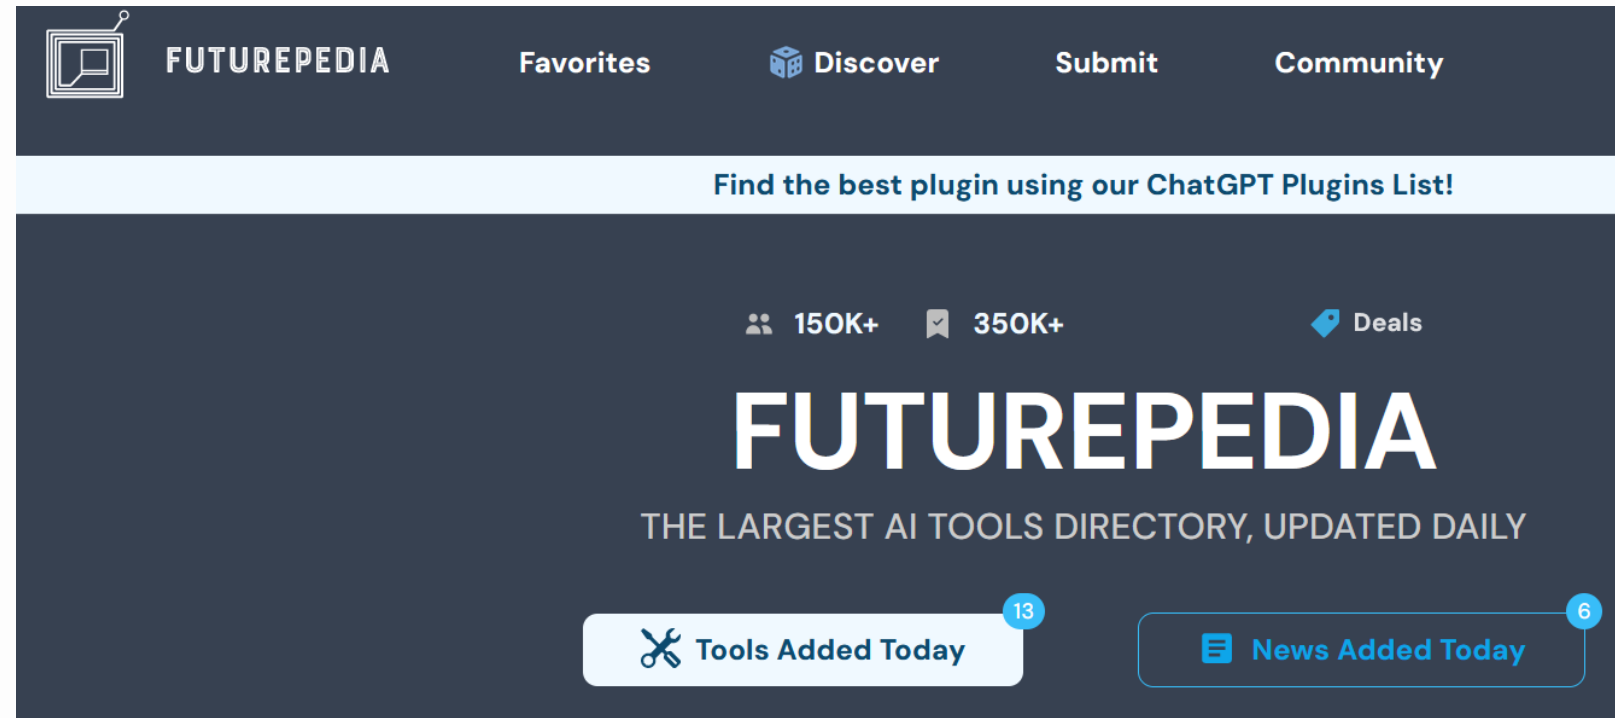 FUTUREPEDIA Favorites Discover Submit Community
Find the best plugin using our ChatGPT Plugins List!
150K+ 350K+ Deals
FUTUREPEDIA
THE LARGEST AI TOOLS DIRECTORY, UPDATED DAILY
13 6
Tools Added Today News Added Today